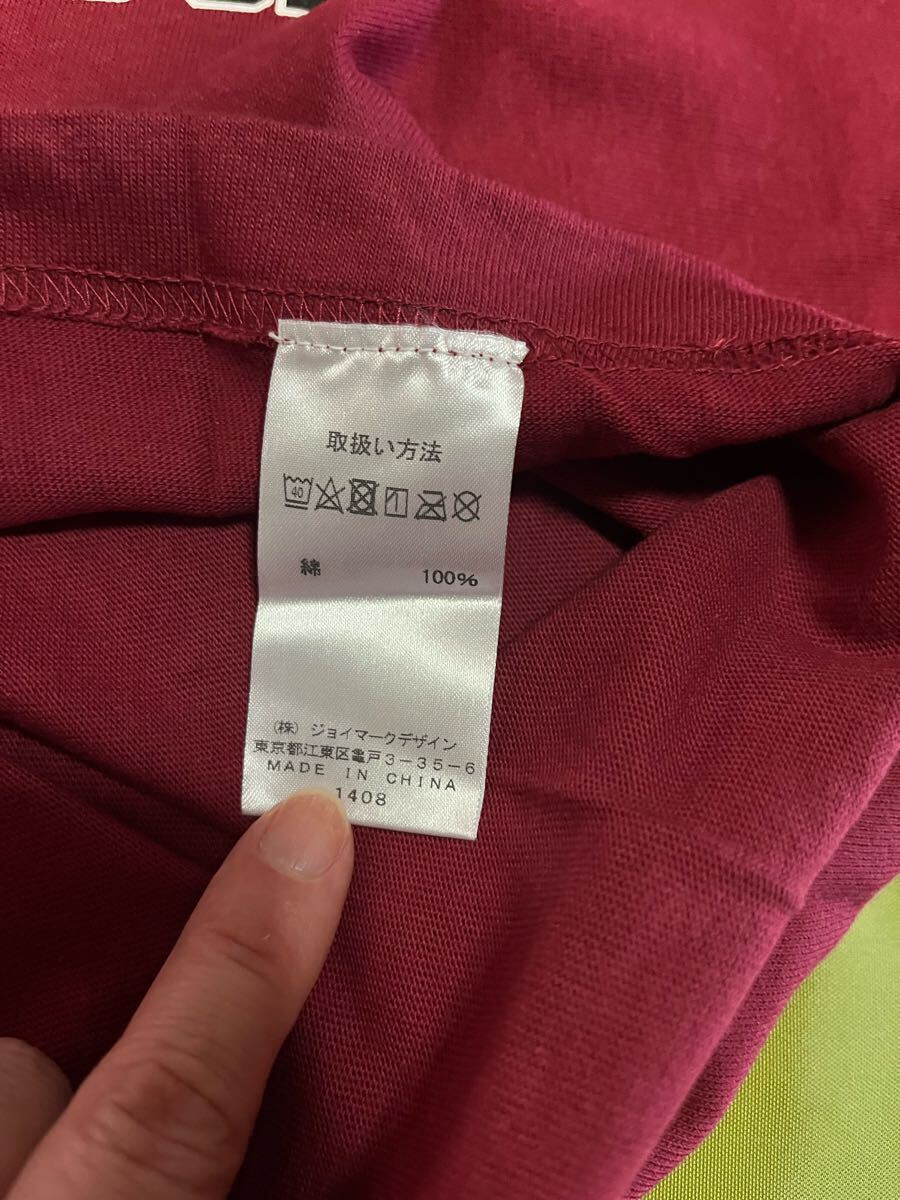 取扱い方法
40
綿 100%
(株) ジョイマークデザイン
東京都江東区亀戸3-35-6
MADE IN CHINA
1408